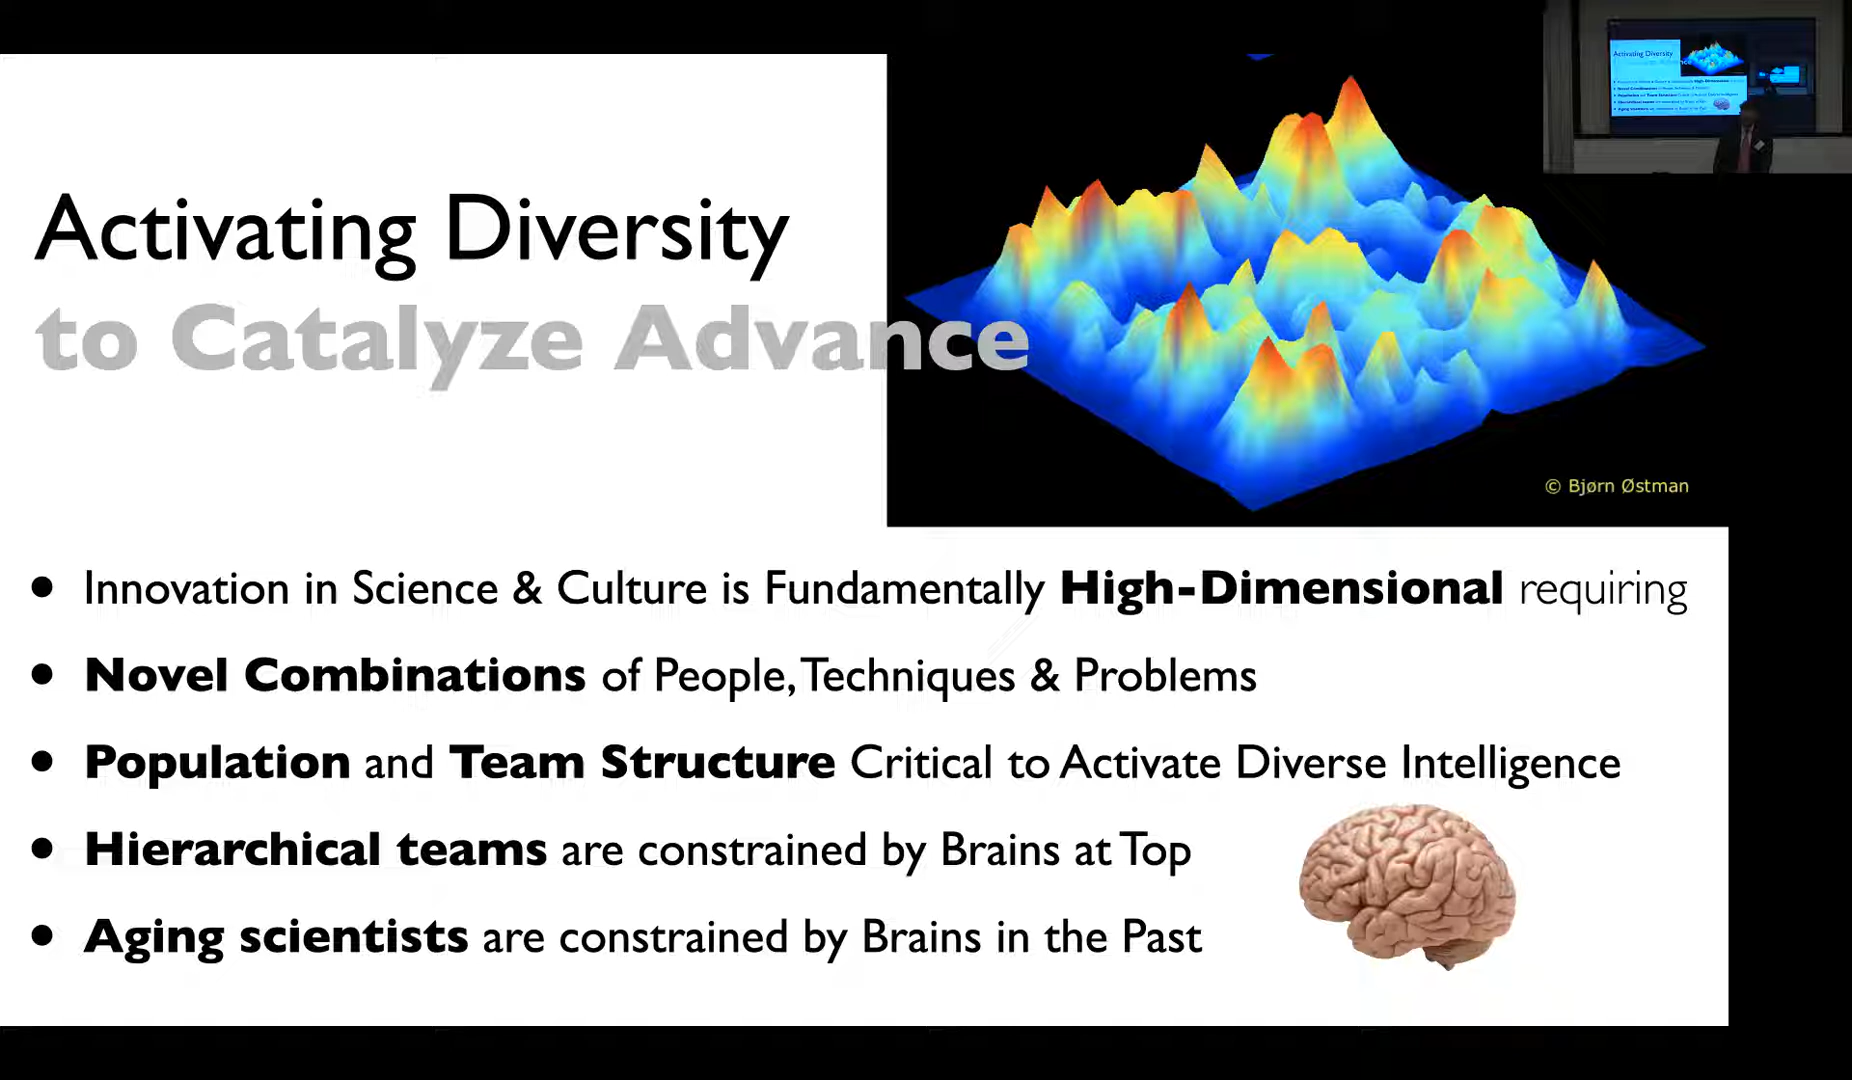 Activating Diversity
to Catalyze Advance
© Bjørn Østman
• Innovation in Science & Culture is Fundamentally High-Dimensional requiring
• Novel Combinations of People, Techniques & Problems
• Population and Team Structure Critical to Activate Diverse Intelligence
• Hierarchical teams are constrained by Brains at Top
• Aging scientists are constrained by Brains in the Past
Activating Diversity